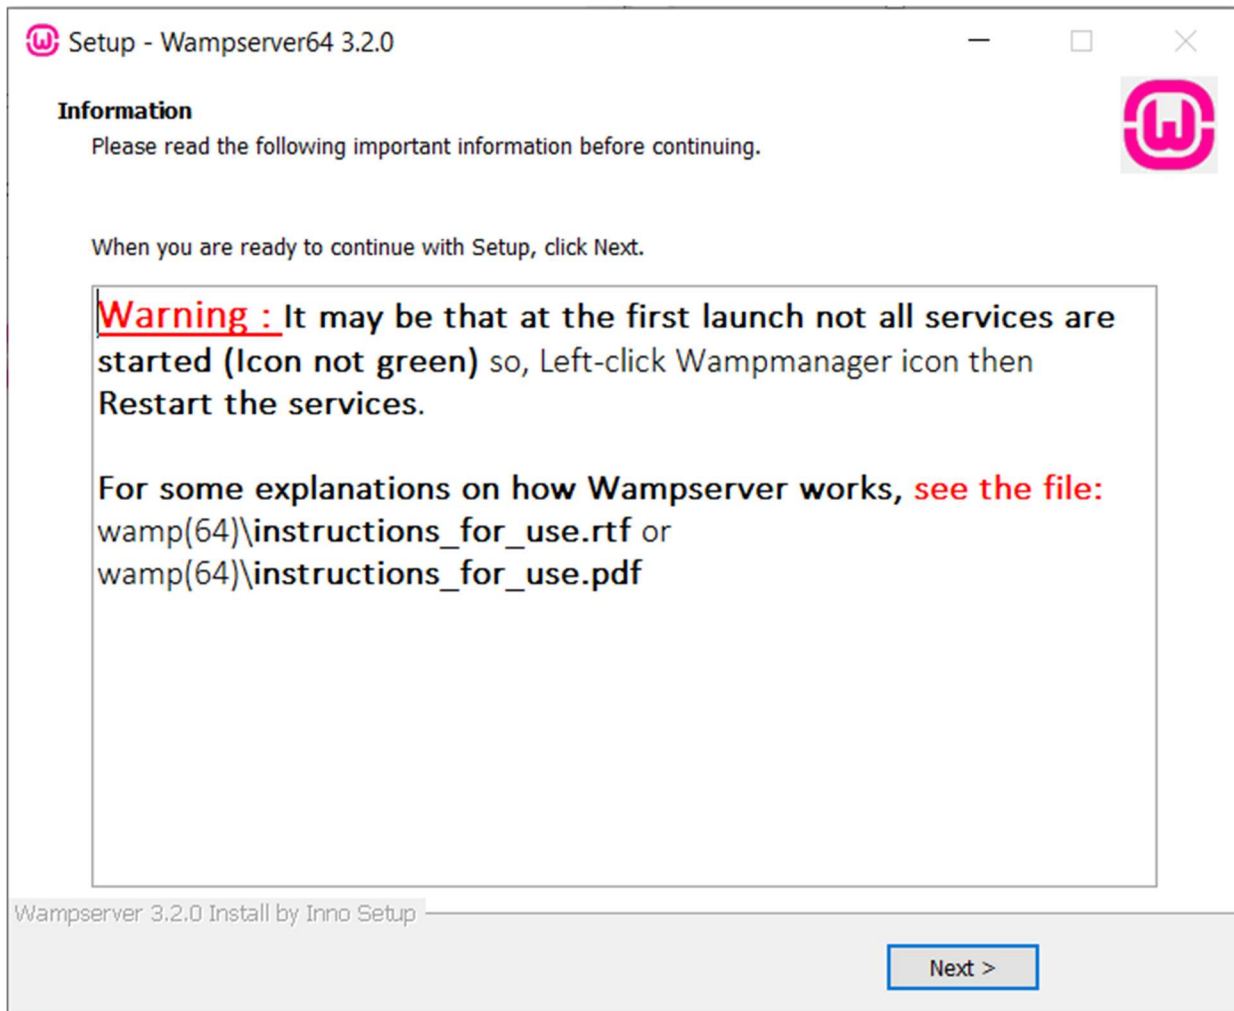 Setup - Wampserver64 3.2.0
Information
Please read the following important information before continuing.
When you are ready to continue with Setup, click Next.
Warning : It may be that at the first launch not all services are
started (Icon not green) so, Left-click Wampmanager icon then
Restart the services.
For some explanations on how Wampserver works, see the file:
wamp(64)\instructions_for_use.rtf or
wamp(64)\instructions_for_use.pdf
Wampserver 3.2.0 Install by Inno Setup
Next >